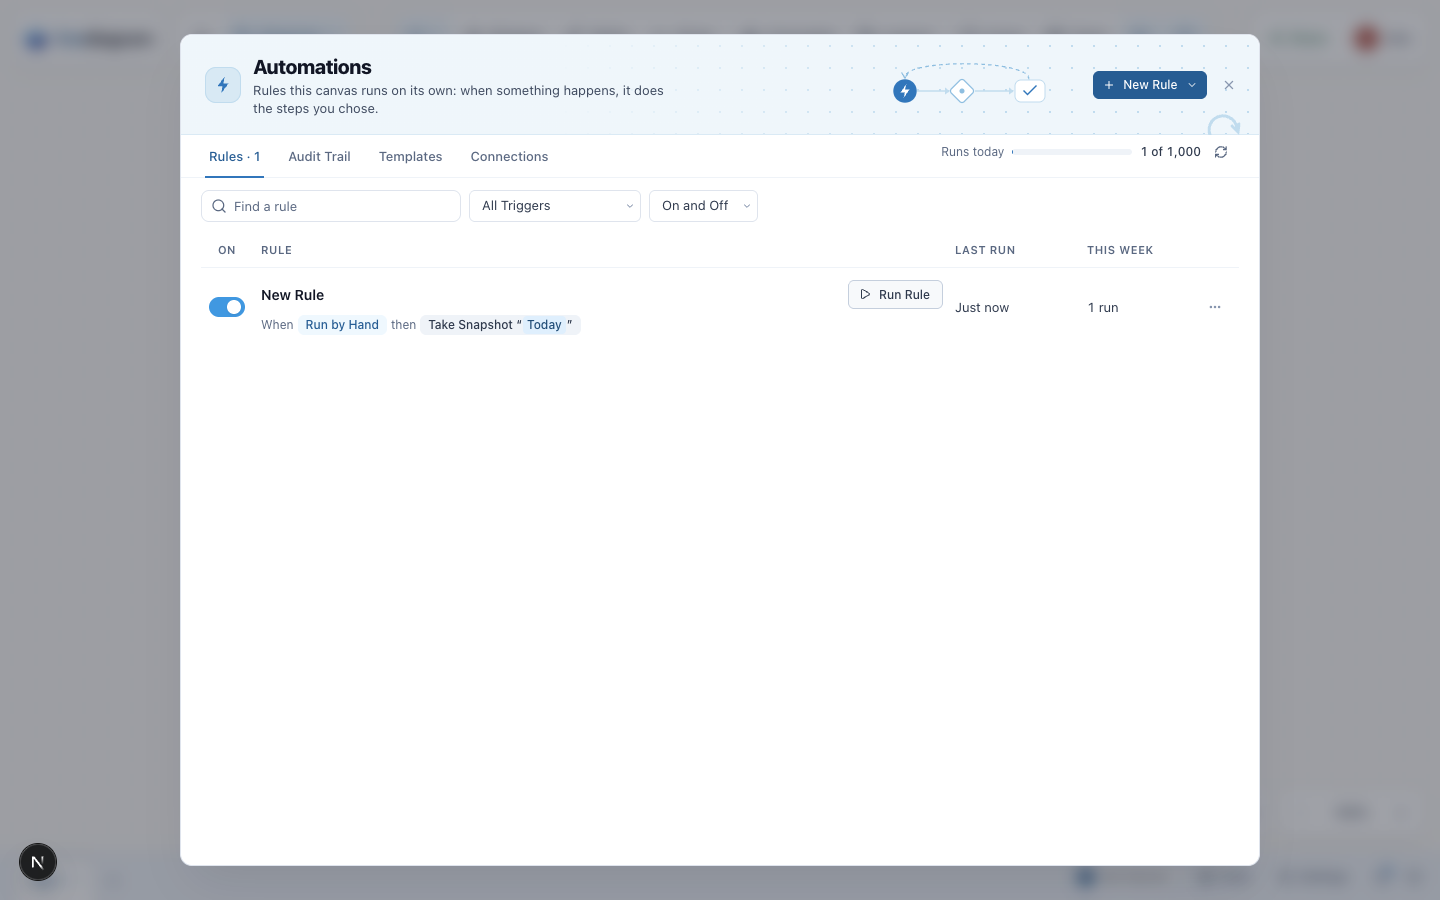 Automations
Rules this canvas runs on its own: when something happens, it does
the steps you chose.
New Rule
Rules · 1
Audit Trail
Templates
Connections
Runs today
1 of 1,000
Find a rule
All Triggers
On and Off
ON
RULE
LAST RUN
THIS WEEK
New Rule
Run Rule
When Run by Hand then Take Snapshot “ Today ”
Just now
1 run
N